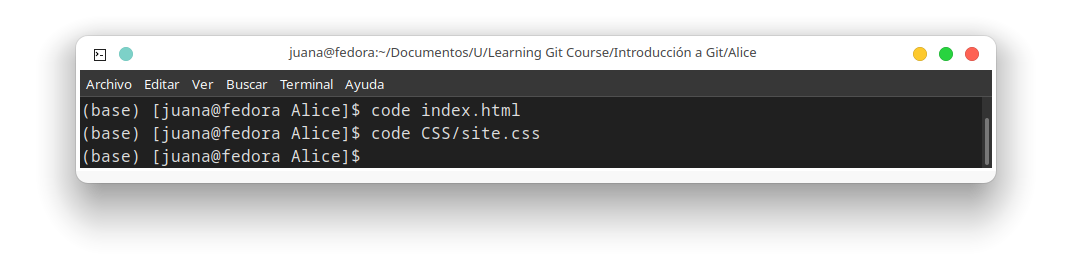 juana@fedora:~/Documentos/U/Learning Git Course/Introducción a Git/Alice
Archivo Editar Ver Buscar Terminal Ayuda
(base) [juana@fedora Alice]$ code index.html
(base) [juana@fedora Alice]$ code CSS/site.css
(base) [juana@fedora Alice]$